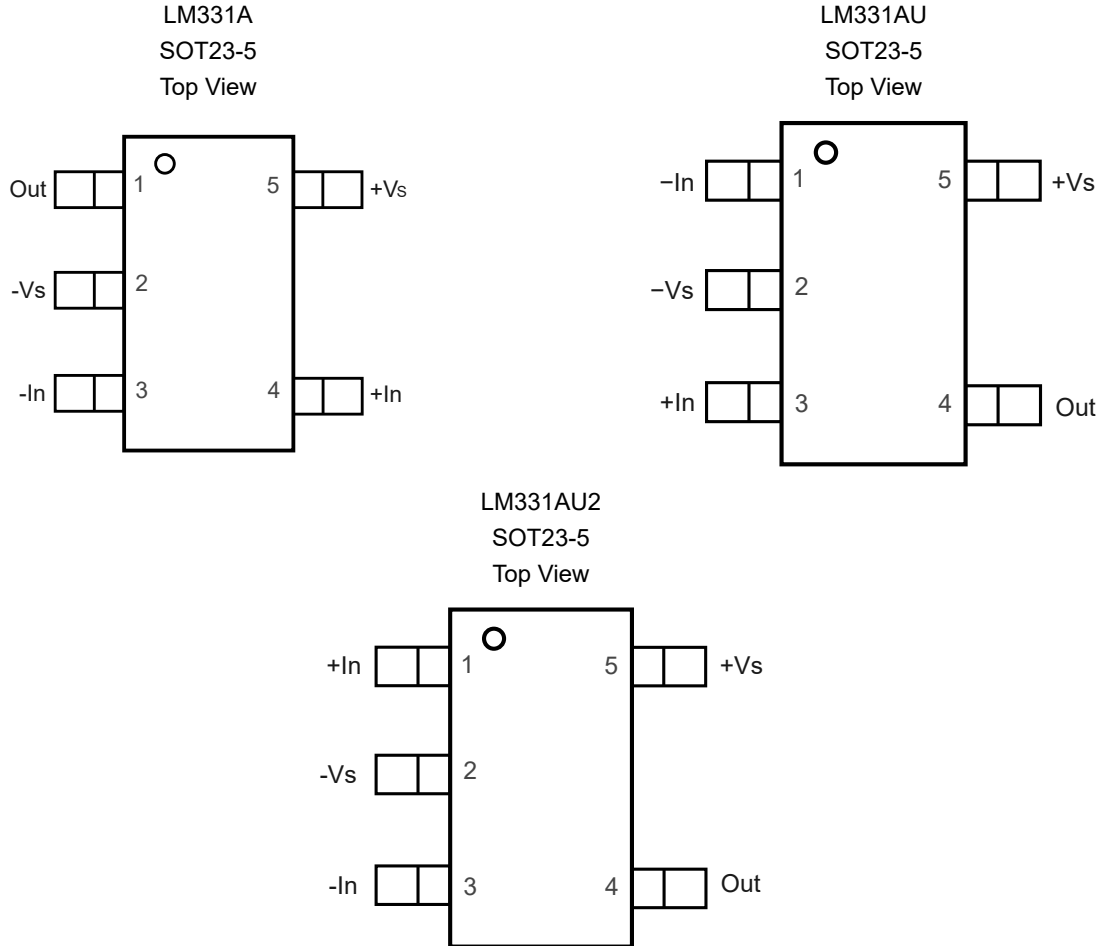 LM331A
SOT23-5
Top View
Out 1 5 +Vs
-Vs 2
-In 3 4 +In
LM331AU
SOT23-5
Top View
−In 1 5 +Vs
−Vs 2
+In 3 4 Out
LM331AU2
SOT23-5
Top View
+In 1 5 +Vs
-Vs 2
-In 3 4 Out